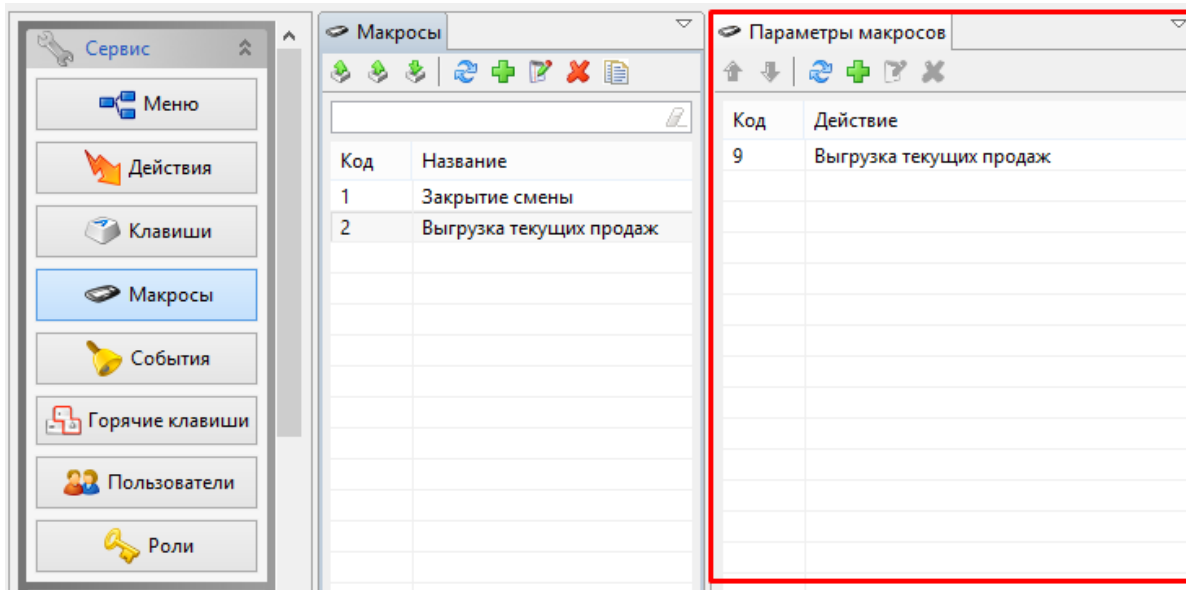 Сервис
Меню
Действия
Клавиши
Макросы
События
Горячие клавиши
Пользователи
Роли
Макросы
Код Название
1 Закрытие смены
2 Выгрузка текущих продаж
Параметры макросов
Код Действие
9 Выгрузка текущих продаж